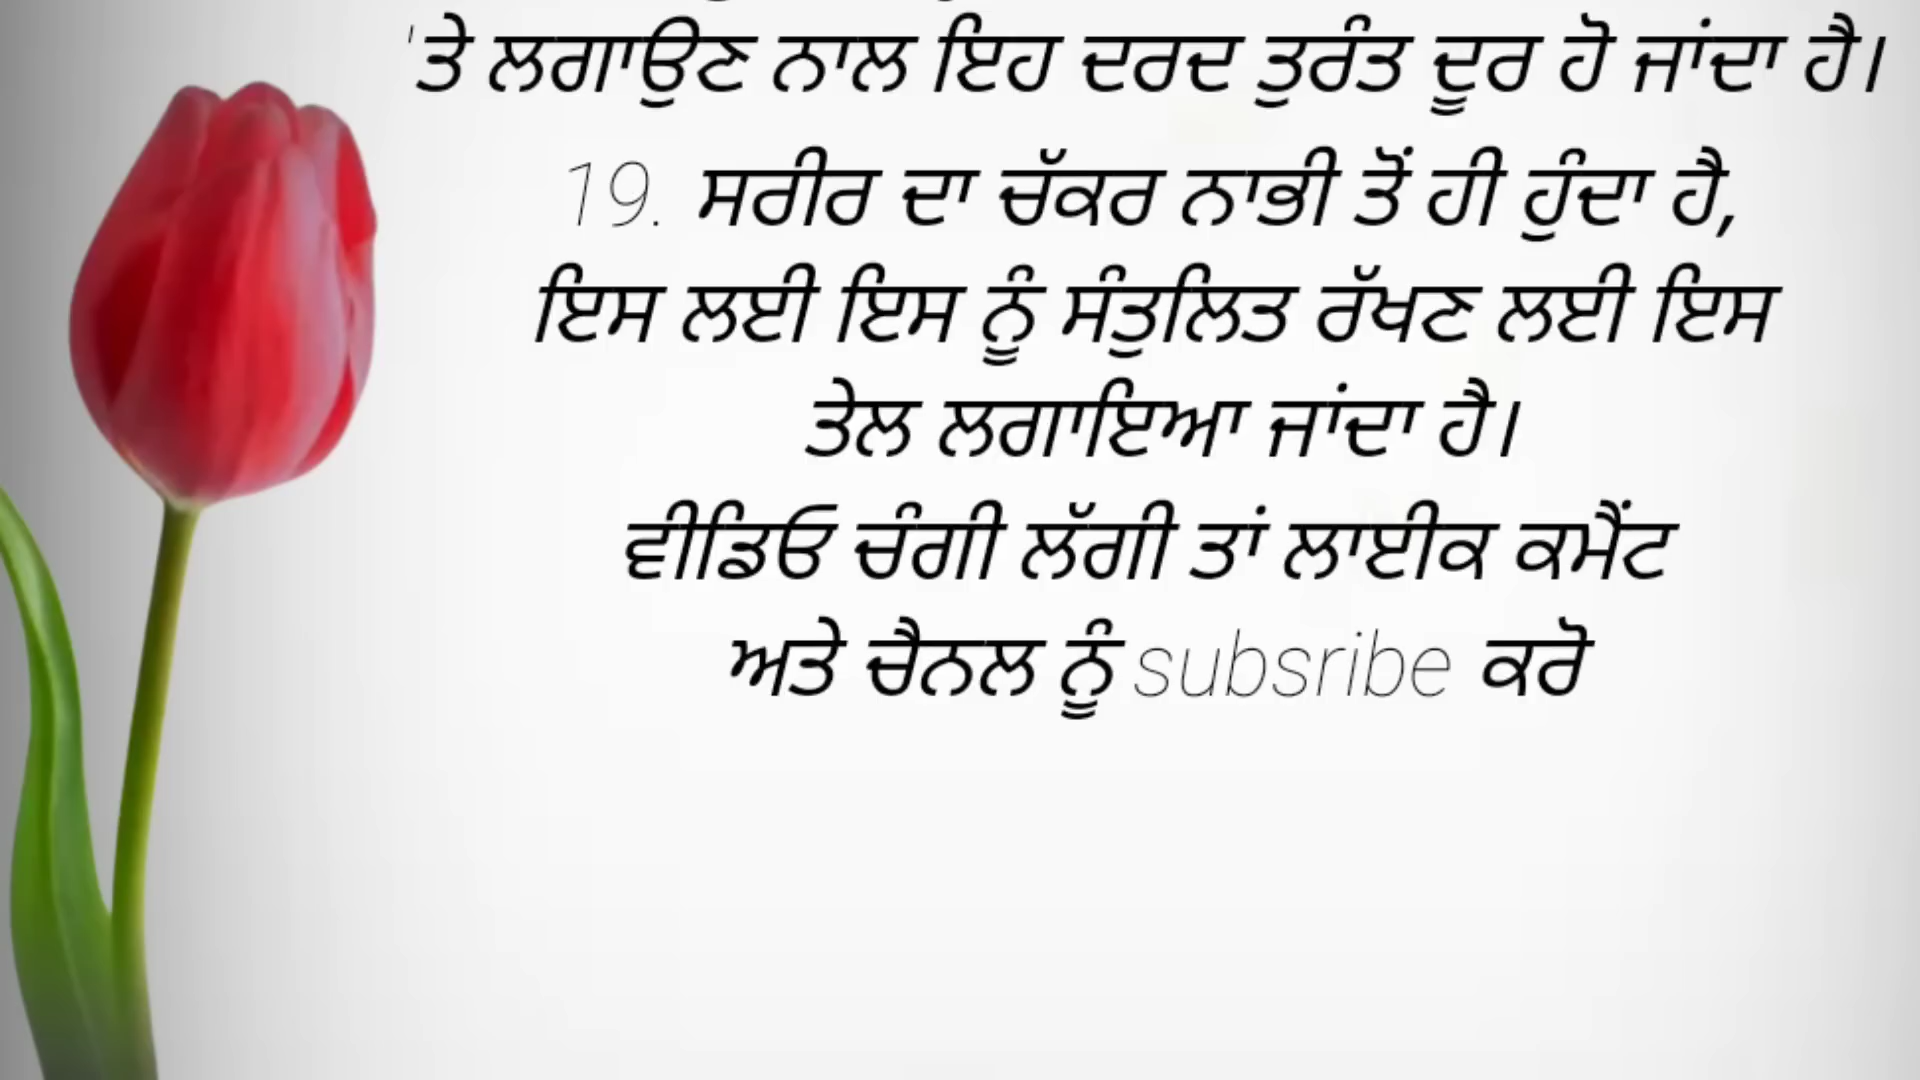 'ਤੇ ਲਗਾਉਣ ਨਾਲ ਇਹ ਦਰਦ ਤੁਰੰਤ ਦੂਰ ਹੋ ਜਾਂਦਾ ਹੈ।
19. ਸਰੀਰ ਦਾ ਚੱਕਰ ਨਾਭੀ ਤੋਂ ਹੀ ਹੁੰਦਾ ਹੈ,
ਇਸ ਲਈ ਇਸ ਨੂੰ ਸੰਤੁਲਿਤ ਰੱਖਣ ਲਈ ਇਸ
ਤੇਲ ਲਗਾਇਆ ਜਾਂਦਾ ਹੈ।
ਵੀਡਿਓ ਚੰਗੀ ਲੱਗੀ ਤਾਂ ਲਾਈਕ ਕਮੈਂਟ
ਅਤੇ ਚੈਨਲ ਨੂੰ subsribe ਕਰੋ